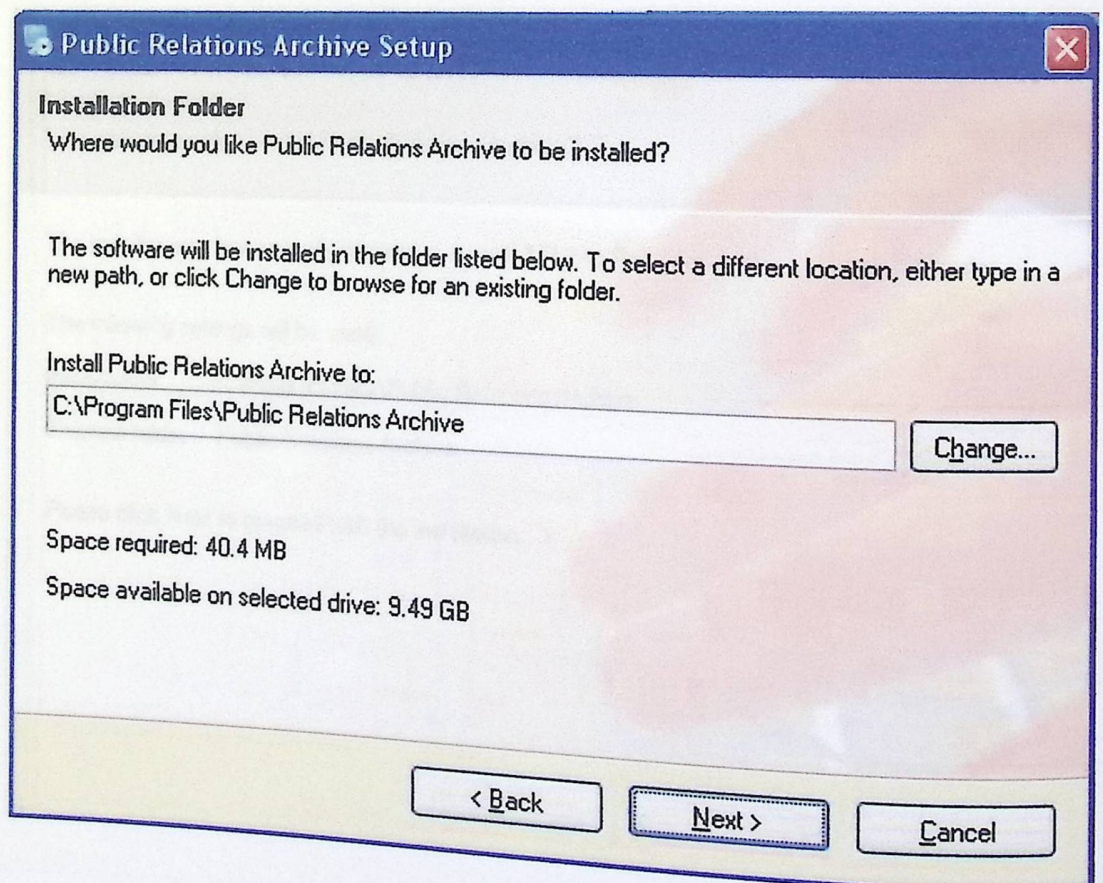 Public Relations Archive Setup
Installation Folder
Where would you like Public Relations Archive to be installed?
The software will be installed in the folder listed below. To select a different location, either type in a
new path, or click Change to browse for an existing folder.
Install Public Relations Archive to:
C:\Program Files\Public Relations Archive
Change...
Space required: 40.4 MB
Space available on selected drive: 9.49 GB
< Back
Next >
Cancel